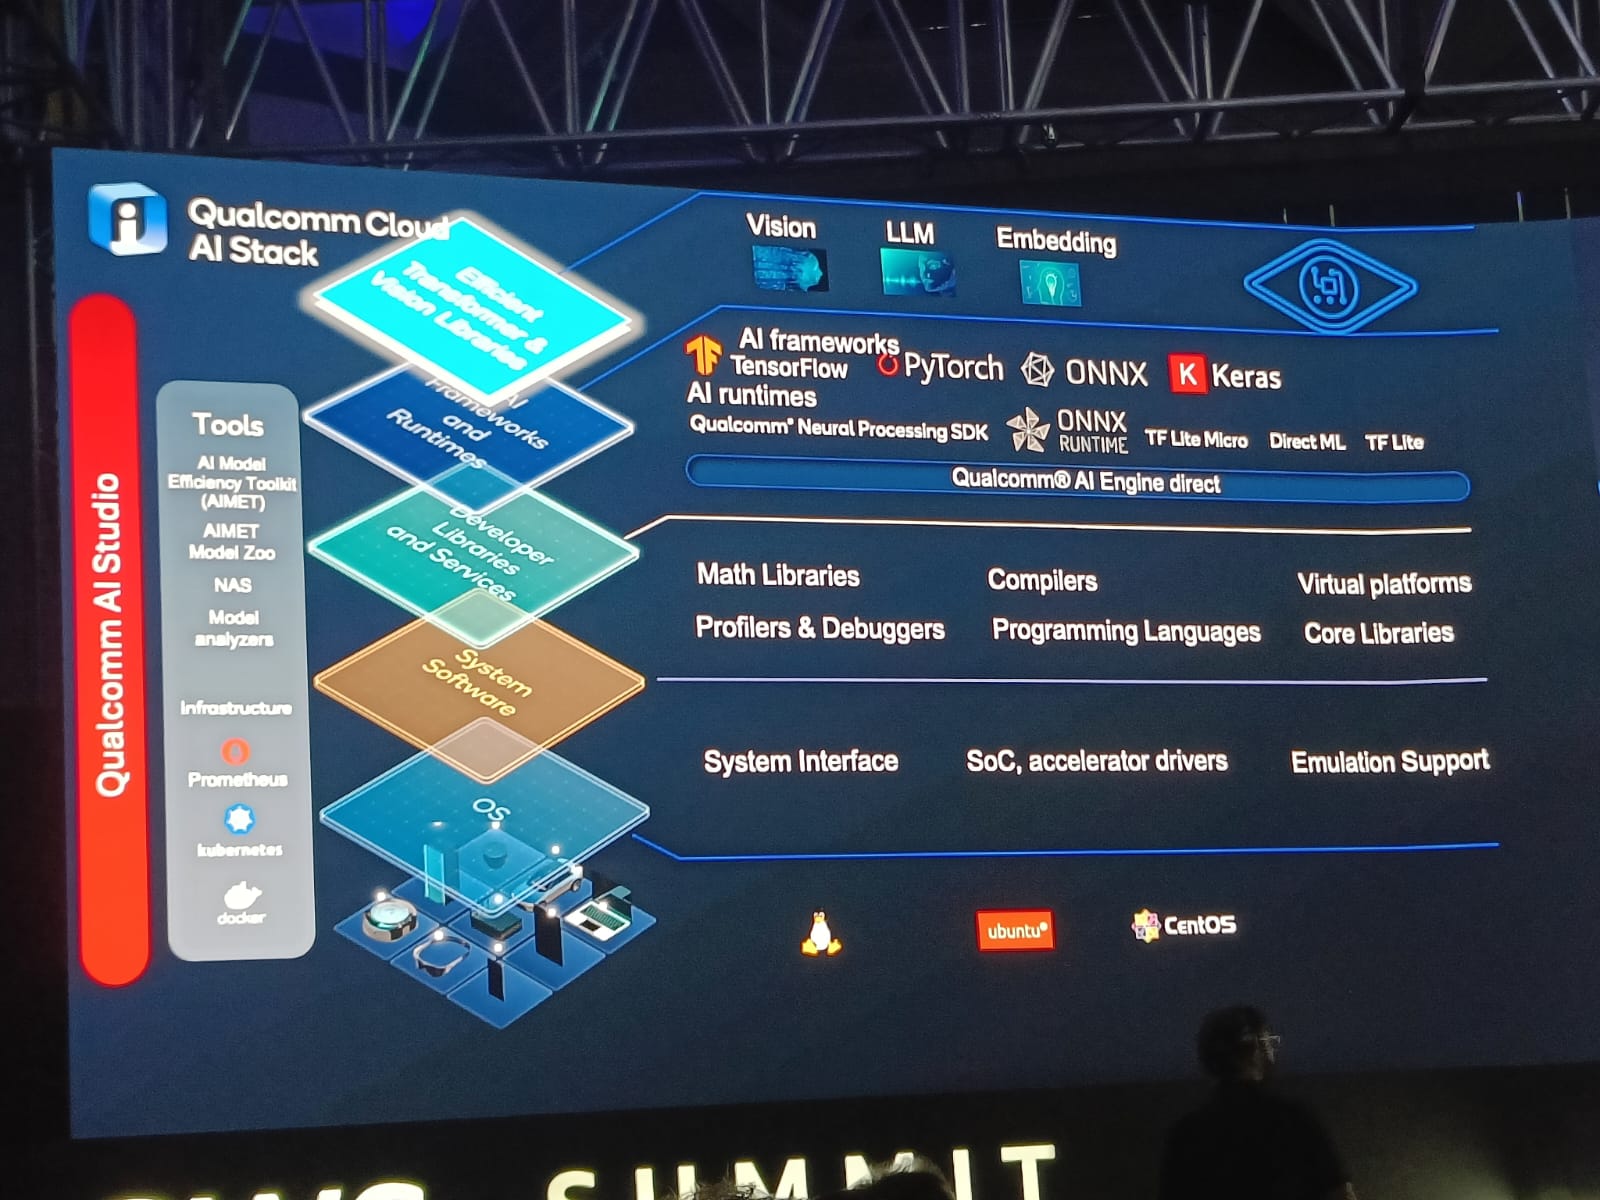 Qualcomm Cloud
AI Stack
Qualcomm AI Studio
Tools
AI Model
Efficiency Toolkit
(AIMET)
AIMET
Model Zoo
NAS
Model
analyzers
Infrastructure
Prometheus
kubernetes
docker
Efficient
Transformer &
Vision Libraries
AI
Frameworks
and
Runtimes
Developer
Libraries
and Services
System
Software
OS
Vision
LLM
Embedding
AI frameworks
TensorFlow
PyTorch
ONNX
K Keras
AI runtimes
Qualcomm® Neural Processing SDK
ONNX
RUNTIME
TF Lite Micro
Direct ML
TF Lite
Qualcomm® AI Engine direct
Math Libraries
Compilers
Virtual platforms
Profilers & Debuggers
Programming Languages
Core Libraries
System Interface
SoC, accelerator drivers
Emulation Support
ubuntu®
CentOS
SUMMIT